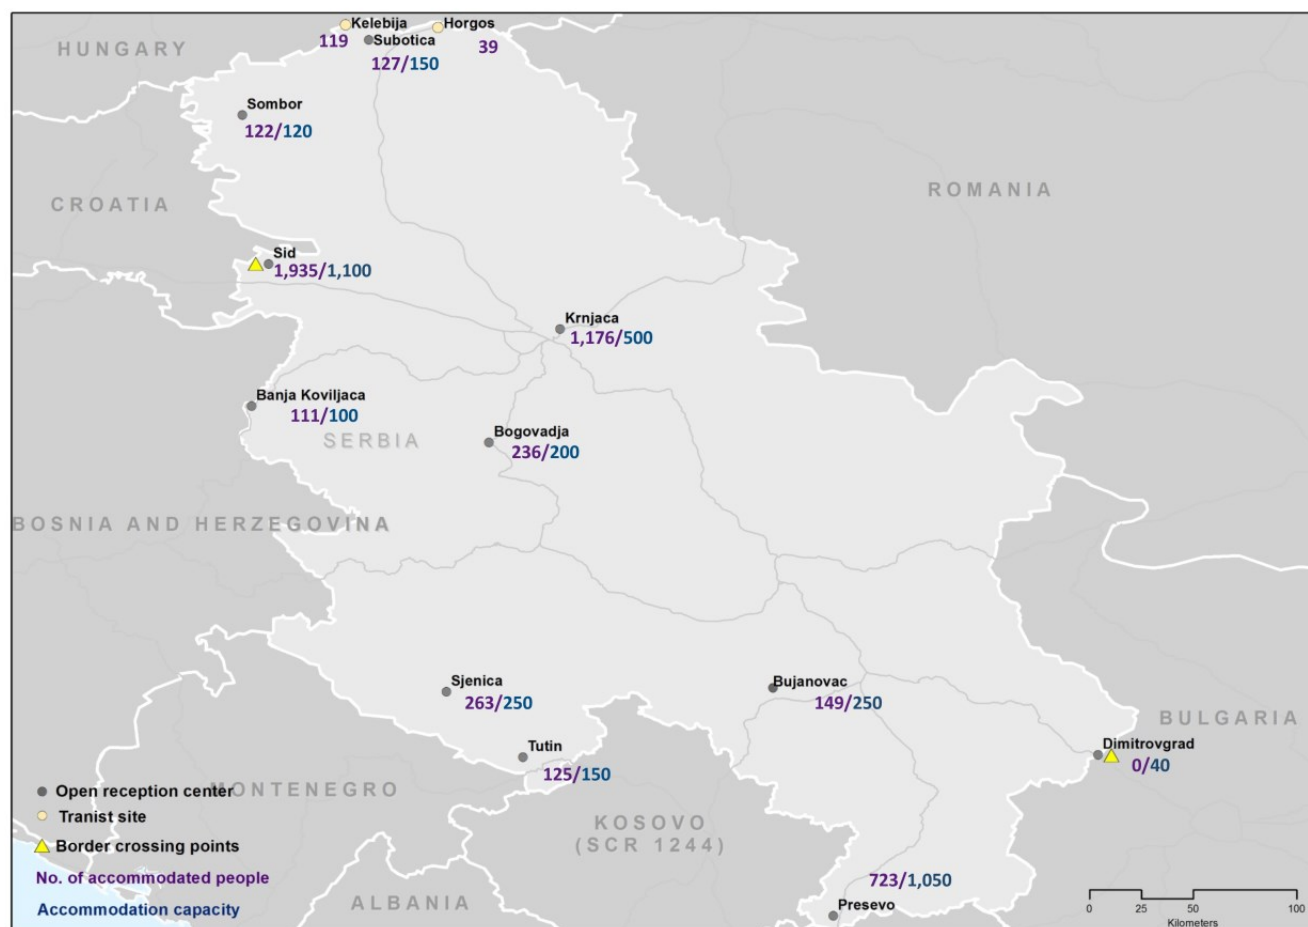 Kelebija
Horgos
HUNGARY
119
Subotica
39
127/150
Sombor
122/120
ROMANIA
CROATIA
Sid
1,935/1,100
Krnjaca
1,176/500
Banja Koviljaca
111/100
Bogovadja
SERBIA
236/200
BOSNIA AND HERZEGOVINA
Sjenica
263/250
Bujanovac
149/250
BULGARIA
Tutin
125/150
Dimitrovgrad
0/40
Open reception center
MONTENEGRO
Tranist site
KOSOVO
(SCR 1244)
Border crossing points
No. of accommodated people
723/1,050
ALBANIA
Accommodation capacity
Presevo
0 25 50 100
Kilometers